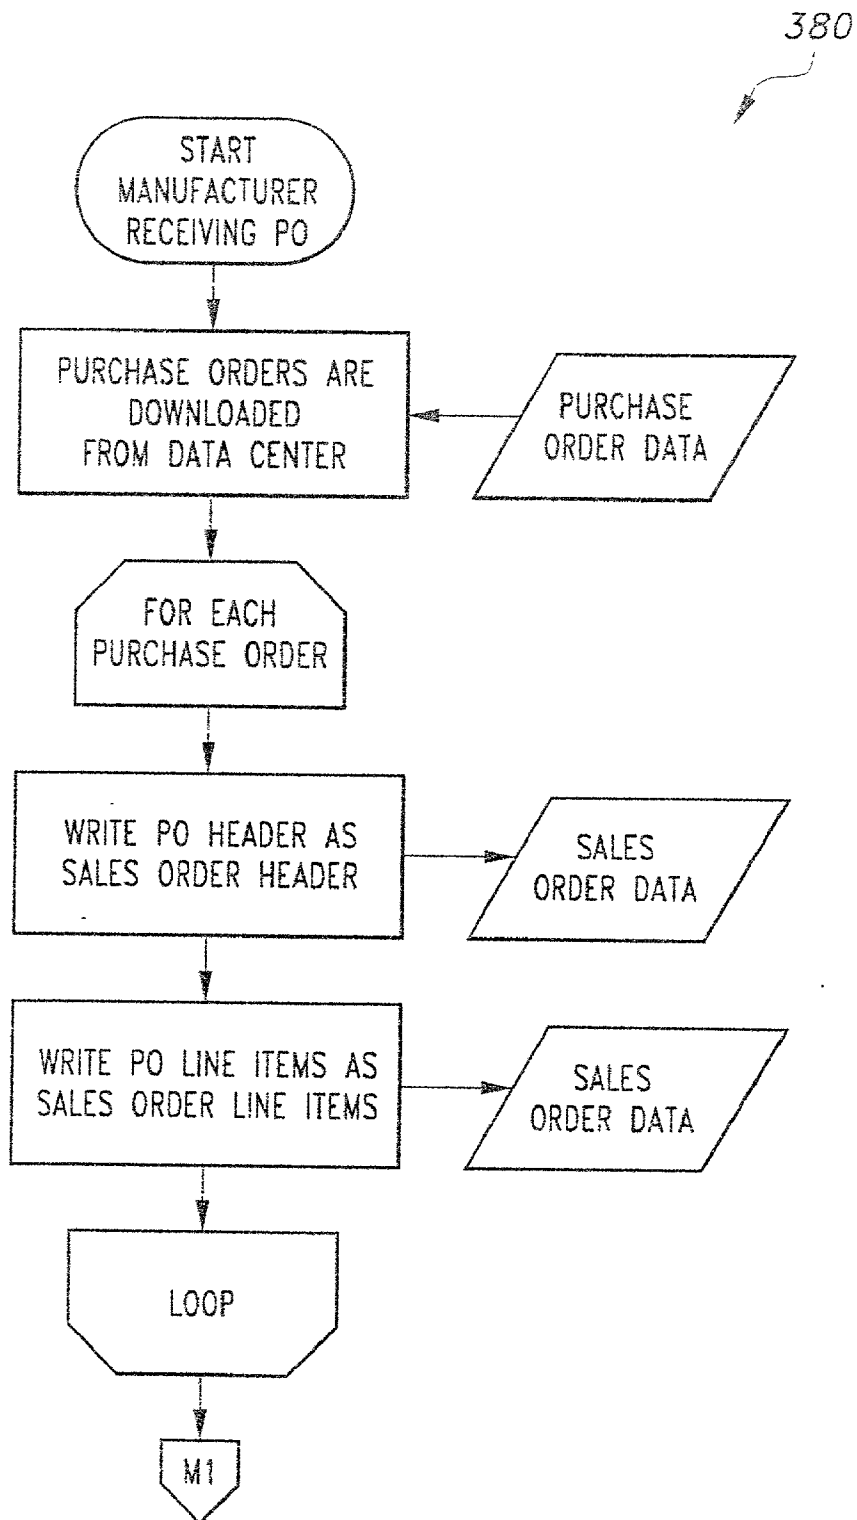 380
START
MANUFACTURER
RECEIVING PO
PURCHASE ORDERS ARE
DOWNLOADED
FROM DATA CENTER
PURCHASE
ORDER DATA
FOR EACH
PURCHASE ORDER
WRITE PO HEADER AS
SALES ORDER HEADER
SALES
ORDER DATA
WRITE PO LINE ITEMS AS
SALES ORDER LINE ITEMS
SALES
ORDER DATA
LOOP
M1